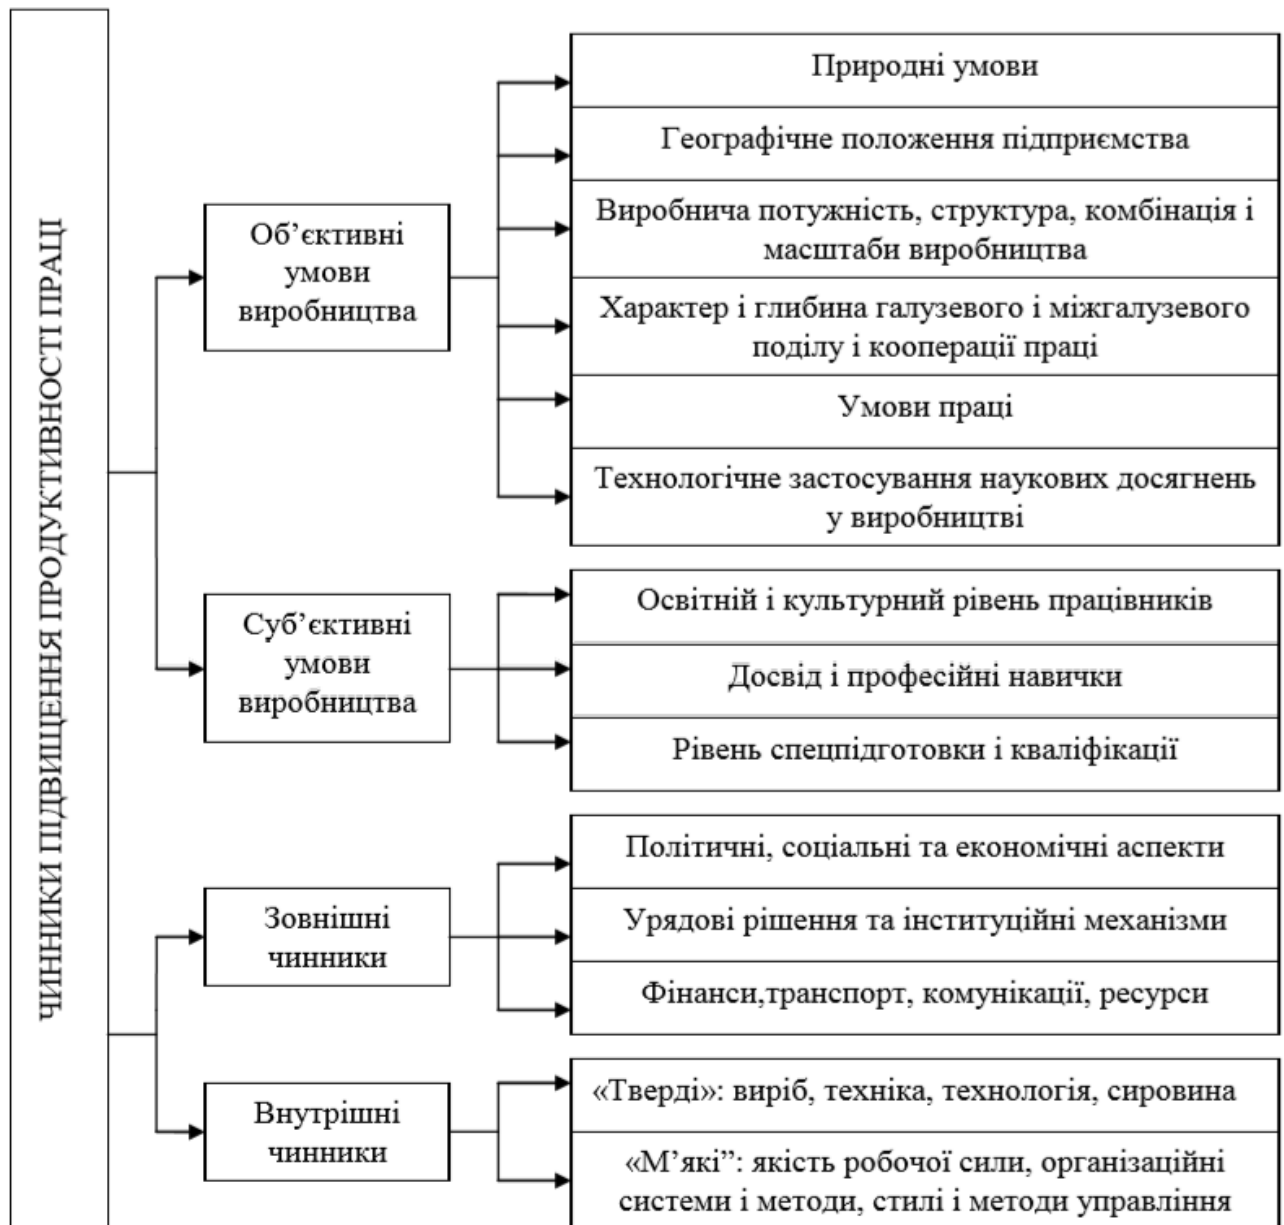 ЧИННИКИ ПІДВИЩЕННЯ ПРОДУКТИВНОСТІ ПРАЦІ
Об’єктивні
умови
виробництва
Природні умови
Географічне положення підприємства
Виробнича потужність, структура, комбінація і
масштаби виробництва
Характер і глибина галузевого і міжгалузевого
поділу і кооперації праці
Умови праці
Технологічне застосування наукових досягнень
у виробництві
Суб’єктивні
умови
виробництва
Освітній і культурний рівень працівників
Досвід і професійні навички
Рівень спецпідготовки і кваліфікації
Зовнішні
чинники
Політичні, соціальні та економічні аспекти
Урядові рішення та інституційні механізми
Фінанси,транспорт, комунікації, ресурси
Внутрішні
чинники
«Тверді»: виріб, техніка, технологія, сировина
«М’які”: якість робочої сили, організаційні
системи і методи, стилі і методи управління